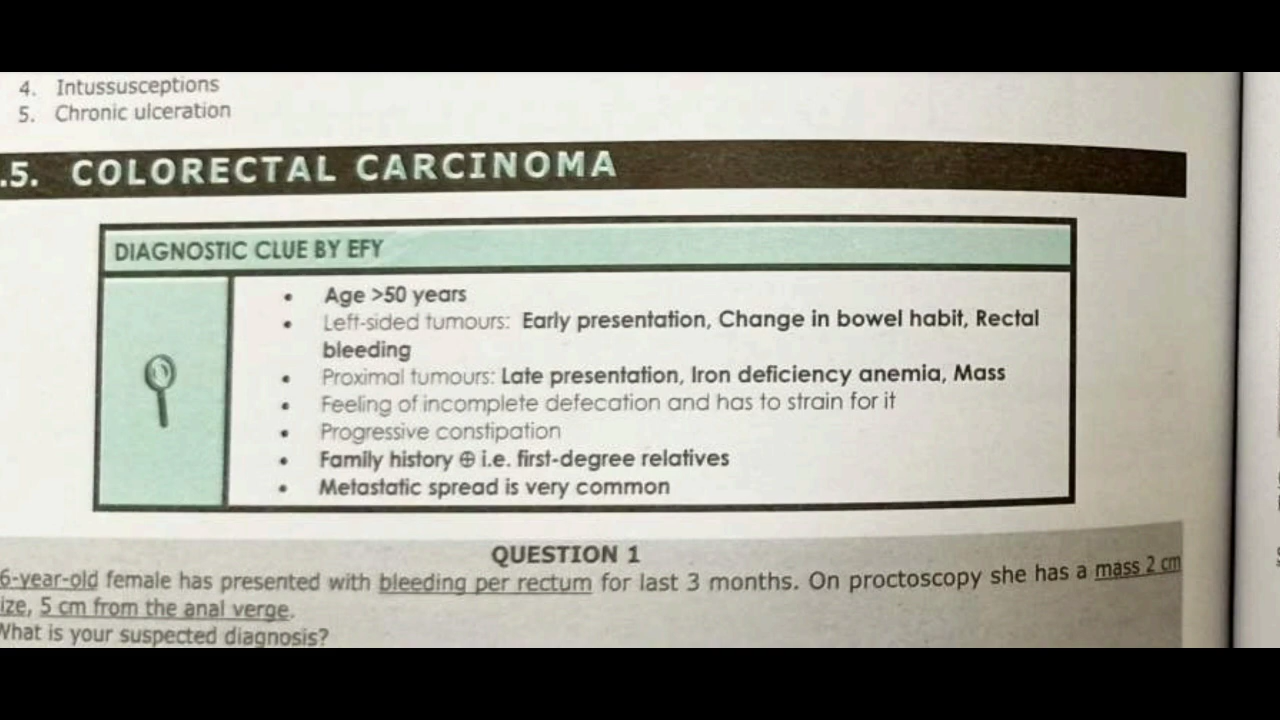 4. Intussusceptions
5. Chronic ulceration
.5. COLORECTAL CARCINOMA
DIAGNOSTIC CLUE BY EFY
• Age >50 years
• Left-sided tumours: Early presentation, Change in bowel habit, Rectal
bleeding
• Proximal tumours: Late presentation, Iron deficiency anemia, Mass
• Feeling of incomplete defecation and has to strain for it
• Progressive constipation
• Family history ⊕ i.e. first-degree relatives
• Metastatic spread is very common
QUESTION 1
6-year-old female has presented with bleeding per rectum for last 3 months. On proctoscopy she has a mass 2 cm
ize, 5 cm from the anal verge.
What is your suspected diagnosis?